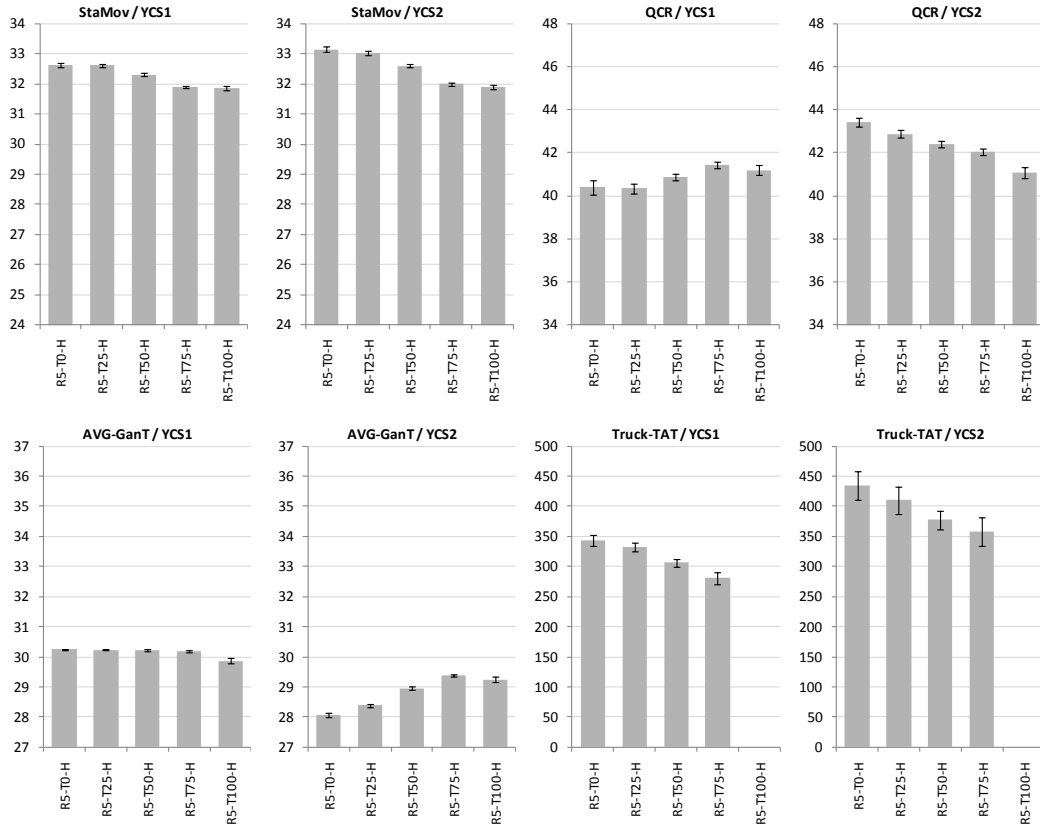 StaMov / YCS1
34
33
32
31
30
29
28
27
26
25
24
R5-T0-H
R5-T25-H
R5-T50-H
R5-T75-H
R5-T100-H
StaMov / YCS2
34
33
32
31
30
29
28
27
26
25
24
R5-T0-H
R5-T25-H
R5-T50-H
R5-T75-H
R5-T100-H
QCR / YCS1
48
46
44
42
40
38
36
34
R5-T0-H
R5-T25-H
R5-T50-H
R5-T75-H
R5-T100-H
QCR / YCS2
48
46
44
42
40
38
36
34
R5-T0-H
R5-T25-H
R5-T50-H
R5-T75-H
R5-T100-H
AVG-GanT / YCS1
37
36
35
34
33
32
31
30
29
28
27
R5-T0-H
R5-T25-H
R5-T50-H
R5-T75-H
R5-T100-H
AVG-GanT / YCS2
37
36
35
34
33
32
31
30
29
28
27
R5-T0-H
R5-T25-H
R5-T50-H
R5-T75-H
R5-T100-H
Truck-TAT / YCS1
500
450
400
350
300
250
200
150
100
50
0
R5-T0-H
R5-T25-H
R5-T50-H
R5-T75-H
R5-T100-H
Truck-TAT / YCS2
500
450
400
350
300
250
200
150
100
50
0
R5-T0-H
R5-T25-H
R5-T50-H
R5-T75-H
R5-T100-H